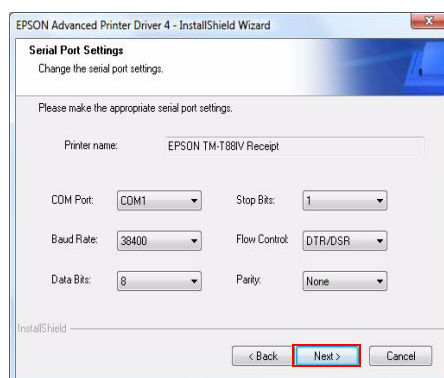 EPSON Advanced Printer Driver 4 - InstallShield Wizard
Serial Port Settings
Change the serial port settings.
Please make the appropriate serial port settings.
Printer name: EPSON TM-T88IV Receipt
COM Port: COM1 Stop Bits: 1
Baud Rate: 38400 Flow Control: DTR/DSR
Data Bits: 8 Parity: None
InstallShield
< Back Next > Cancel